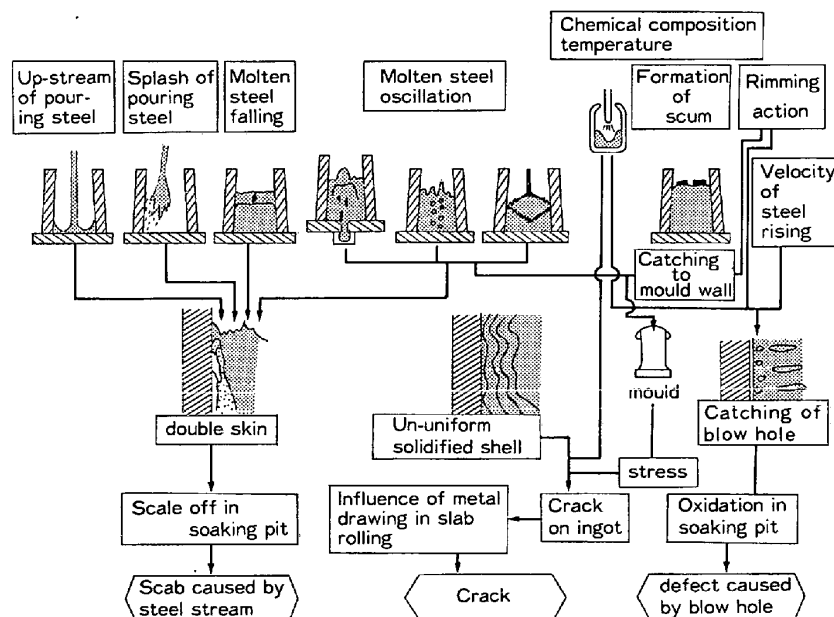 Chemical composition
temperature
Up-stream
of pour-
ing steel
Splash of
pouring
steel
Molten
steel
falling
Molten steel
oscillation
Formation
of
scum
Rimming
action
Velocity
of
steel
rising
Catching
to
mould wall
mould
double skin
Un-uniform
solidified shell
Catching of
blow hole
stress
Scale off in
soaking pit
Influence of metal
drawing in slab
rolling
Crack
on ingot
Oxidation in
soaking pit
Scab caused by
steel stream
Crack
defect caused
by blow hole